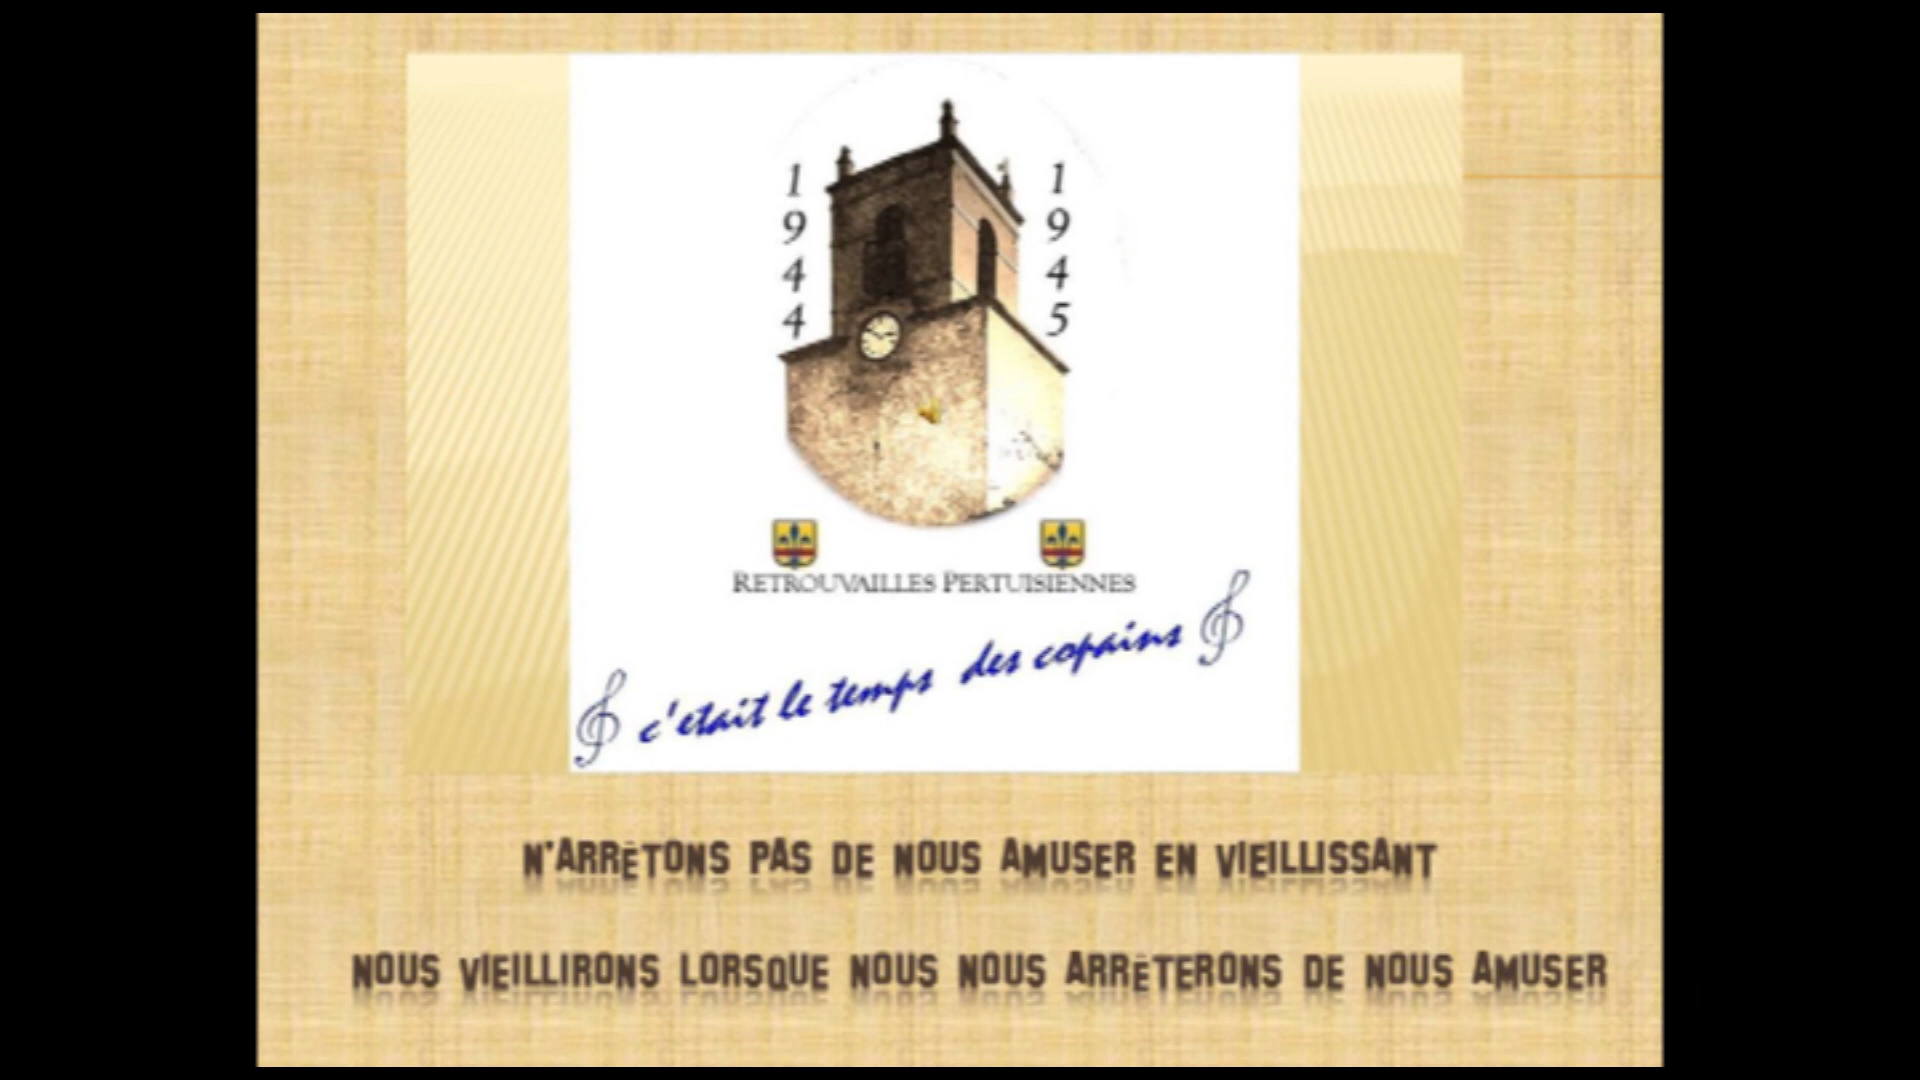 1944
1945
RETROUVAILLES PERTUISIENNES
c'etait le temps des copains
N'ARRÊTONS PAS DE NOUS AMUSER EN VIEILLISSANT
NOUS VIEILLIRONS LORSQUE NOUS NOUS ARRÊTERONS DE NOUS AMUSER